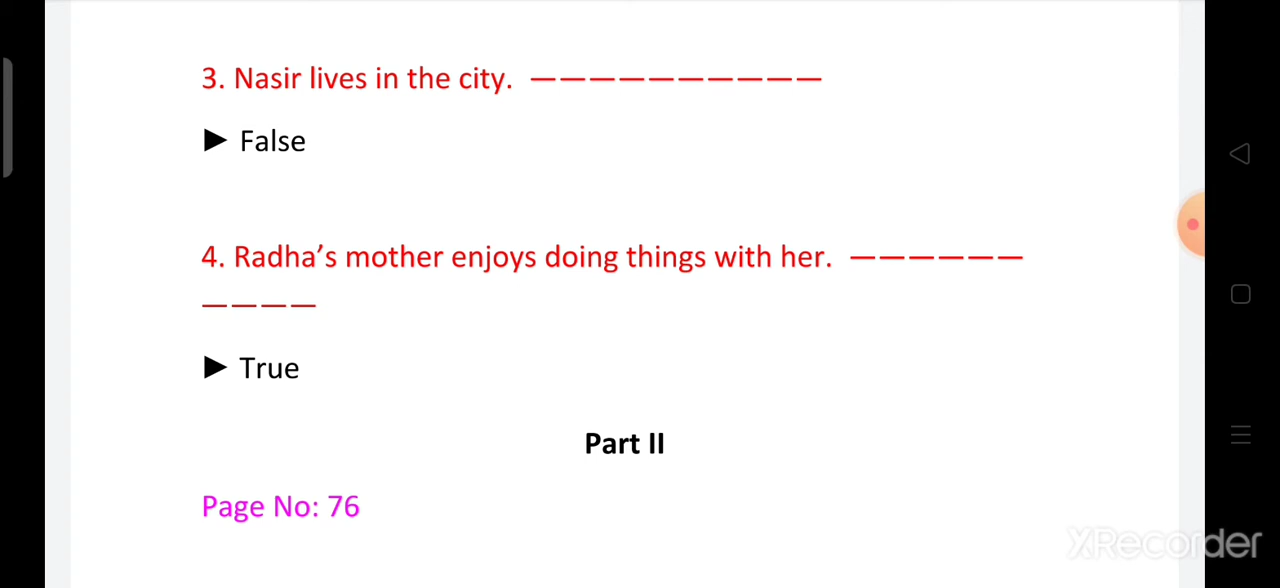 3. Nasir lives in the city. — — — — — — — — — —
► False
4. Radha’s mother enjoys doing things with her. — — — — — —
— — — —
► True
Part II
Page No: 76
XRecorder